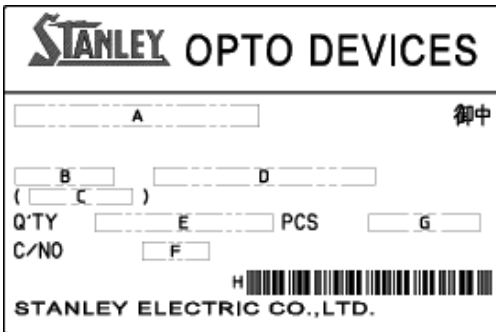 STANLEY OPTO DEVICES
A 御中
B D
( C )
Q'TY E PCS G
C/NO F
H
STANLEY ELECTRIC CO.,LTD.